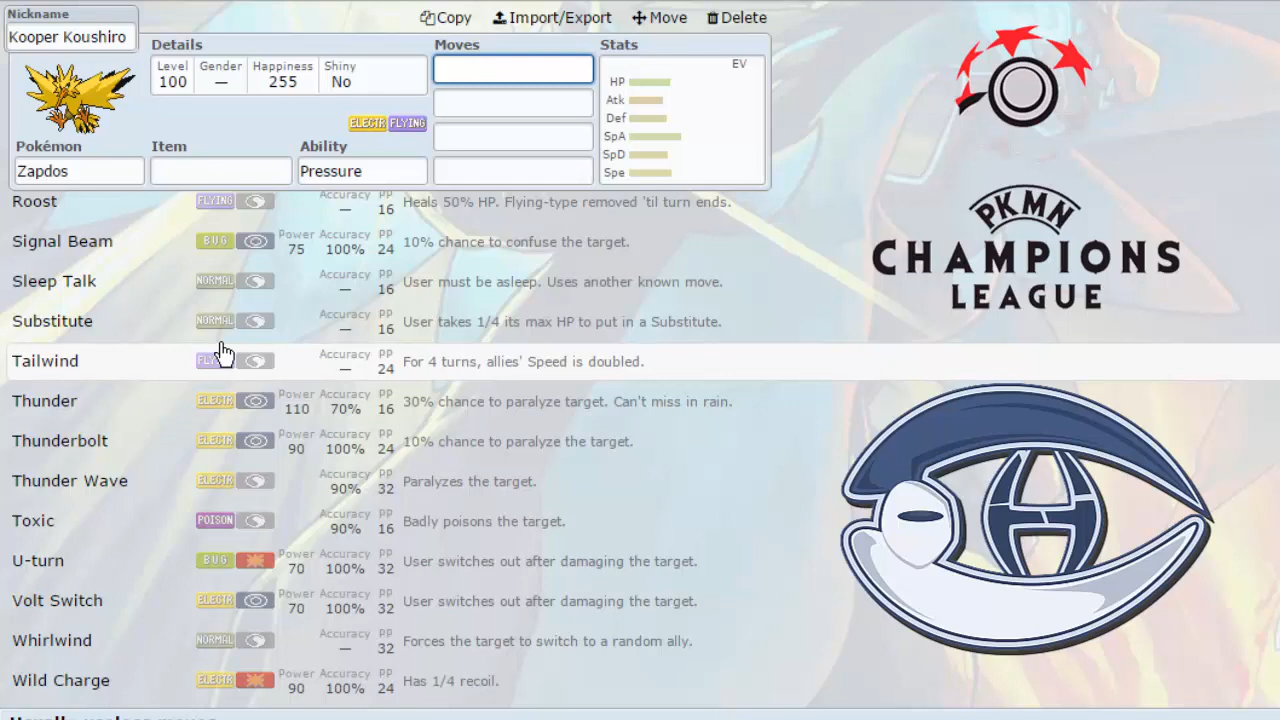 Nickname
Kooper Koushiro
Copy Import/Export Move Delete
Details
Level Gender Happiness Shiny
100 — 255 No
ELECTR FLYING
Pokémon Item Ability
Zapdos Pressure
Moves
Stats
EV
HP
Atk
Def
SpA
SpD
Spe
Roost FLYING Accuracy — PP 16 Heals 50% HP. Flying-type removed 'til turn ends.
Signal Beam BUG Power 75 Accuracy 100% PP 24 10% chance to confuse the target.
Sleep Talk NORMAL Accuracy — PP 16 User must be asleep. Uses another known move.
Substitute NORMAL Accuracy — PP 16 User takes 1/4 its max HP to put in a Substitute.
Tailwind Accuracy — PP 24 For 4 turns, allies' Speed is doubled.
Thunder ELECTR Power 110 Accuracy 70% PP 16 30% chance to paralyze target. Can't miss in rain.
Thunderbolt ELECTR Power 90 Accuracy 100% PP 24 10% chance to paralyze the target.
Thunder Wave ELECTR Accuracy 90% PP 32 Paralyzes the target.
Toxic POISON Accuracy 90% PP 16 Badly poisons the target.
U-turn BUG Power 70 Accuracy 100% PP 32 User switches out after damaging the target.
Volt Switch ELECTR Power 70 Accuracy 100% PP 32 User switches out after damaging the target.
Whirlwind NORMAL Accuracy — PP 32 Forces the target to switch to a random ally.
Wild Charge ELECTR Power 90 Accuracy 100% PP 24 Has 1/4 recoil.
PKMN
CHAMPIONS
LEAGUE